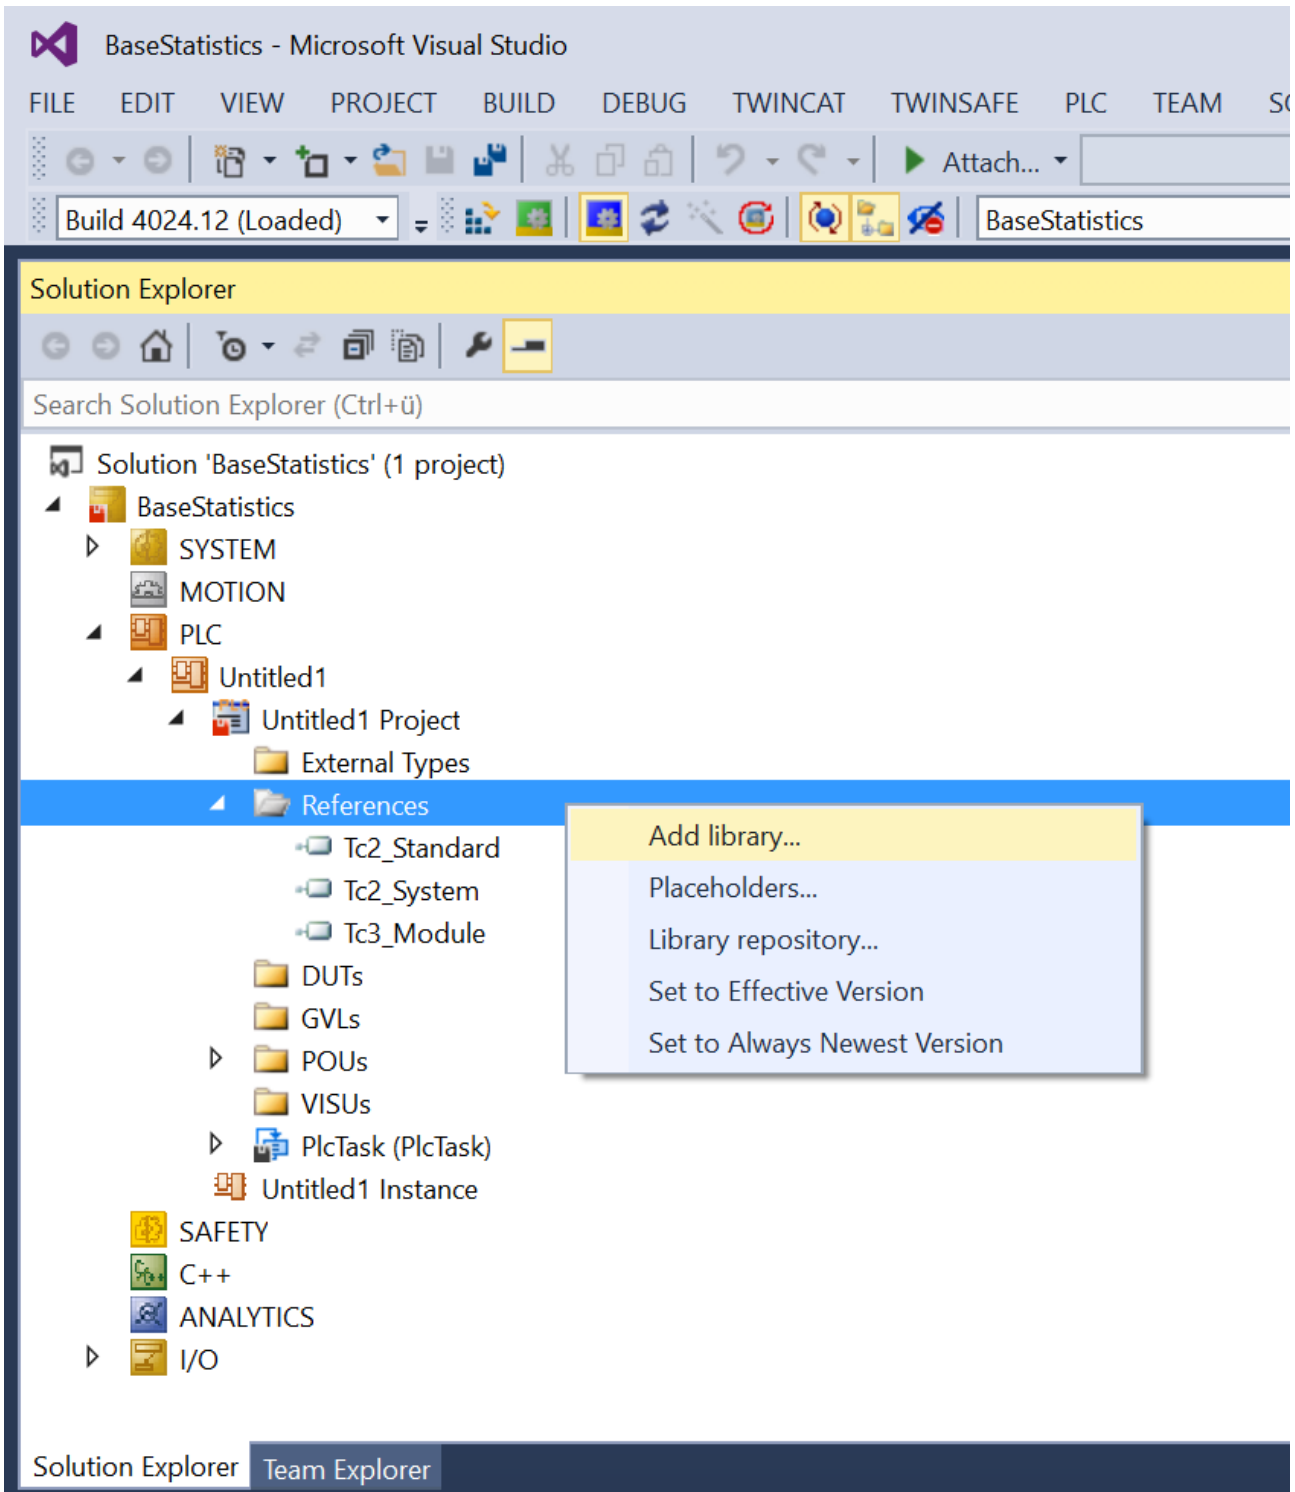 BaseStatistics - Microsoft Visual Studio
FILE EDIT VIEW PROJECT BUILD DEBUG TWINCAT TWINSAFE PLC TEAM
Attach...
Build 4024.12 (Loaded) BaseStatistics
Solution Explorer
Search Solution Explorer (Ctrl+ü)
Solution 'BaseStatistics' (1 project)
BaseStatistics
SYSTEM
MOTION
PLC
Untitled1
Untitled1 Project
External Types
References
Tc2_Standard
Tc2_System
Tc3_Module
DUTs
GVLs
POUs
VISUs
PlcTask (PlcTask)
Untitled1 Instance
SAFETY
C++
ANALYTICS
I/O
Add library...
Placeholders...
Library repository...
Set to Effective Version
Set to Always Newest Version
Solution Explorer Team Explorer